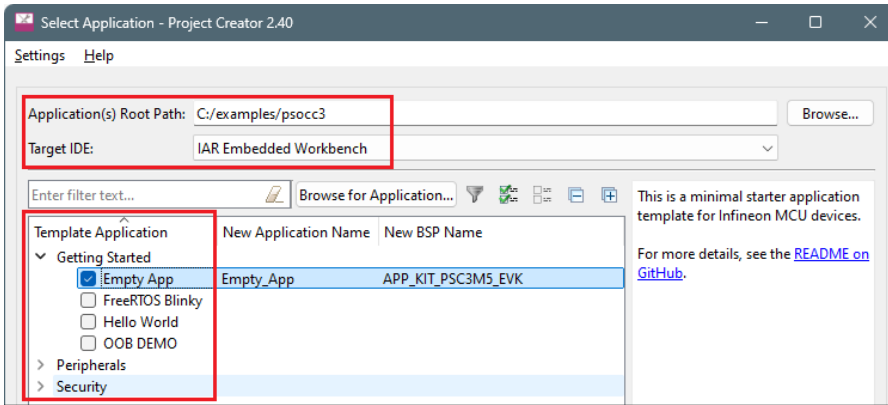 Select Application - Project Creator 2.40
Settings Help
Application(s) Root Path: C:/examples/psocc3 Browse...
Target IDE: IAR Embedded Workbench
Enter filter text... Browse for Application...
This is a minimal starter application
template for Infineon MCU devices.
For more details, see the README on
GitHub.
Template Application New Application Name New BSP Name
Getting Started
Empty App Empty_App APP_KIT_PSC3M5_EVK
FreeRTOS Blinky
Hello World
OOB DEMO
Peripherals
Security